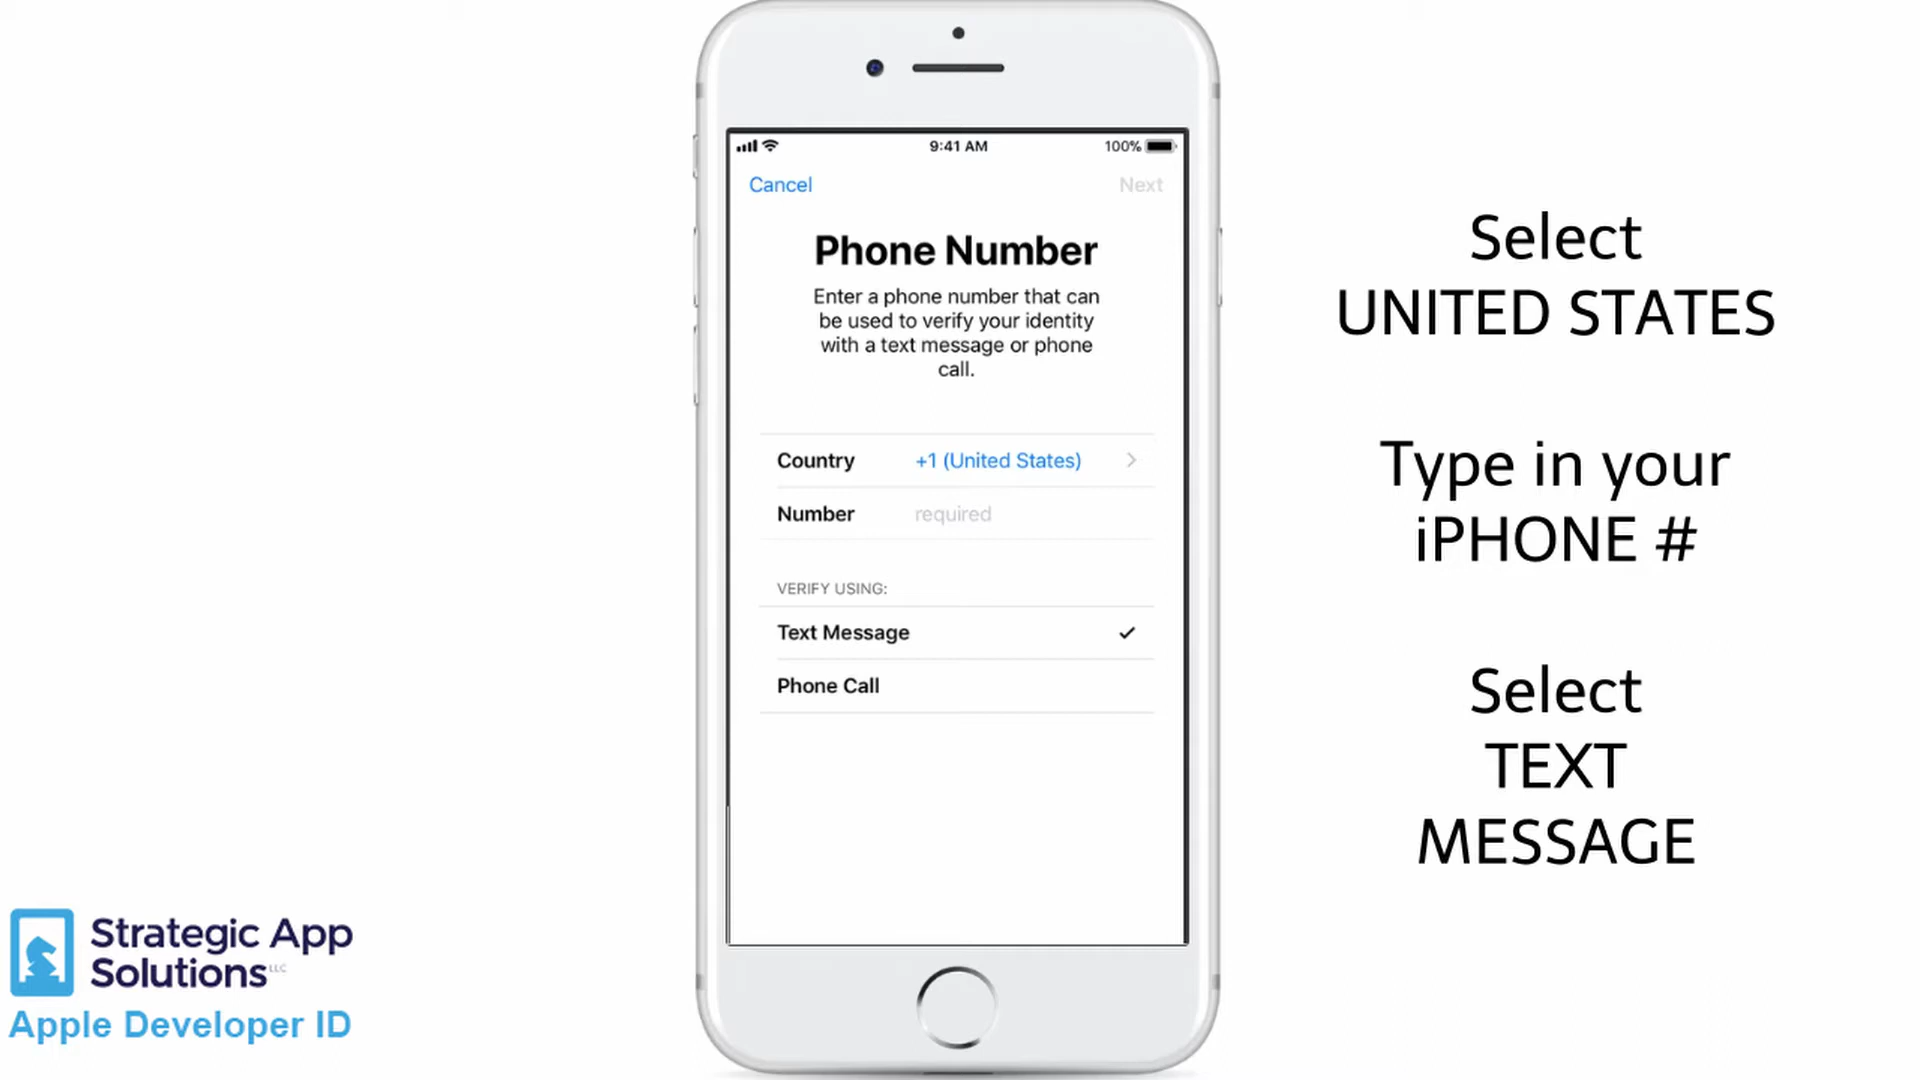 9:41 AM
100%
Cancel
Next
Phone Number
Enter a phone number that can
be used to verify your identity
with a text message or phone
call.
Country +1 (United States)
Number required
VERIFY USING:
Text Message
Phone Call
Select
UNITED STATES
Type in your
iPHONE #
Select
TEXT
MESSAGE
Strategic App
Solutions LLC
Apple Developer ID